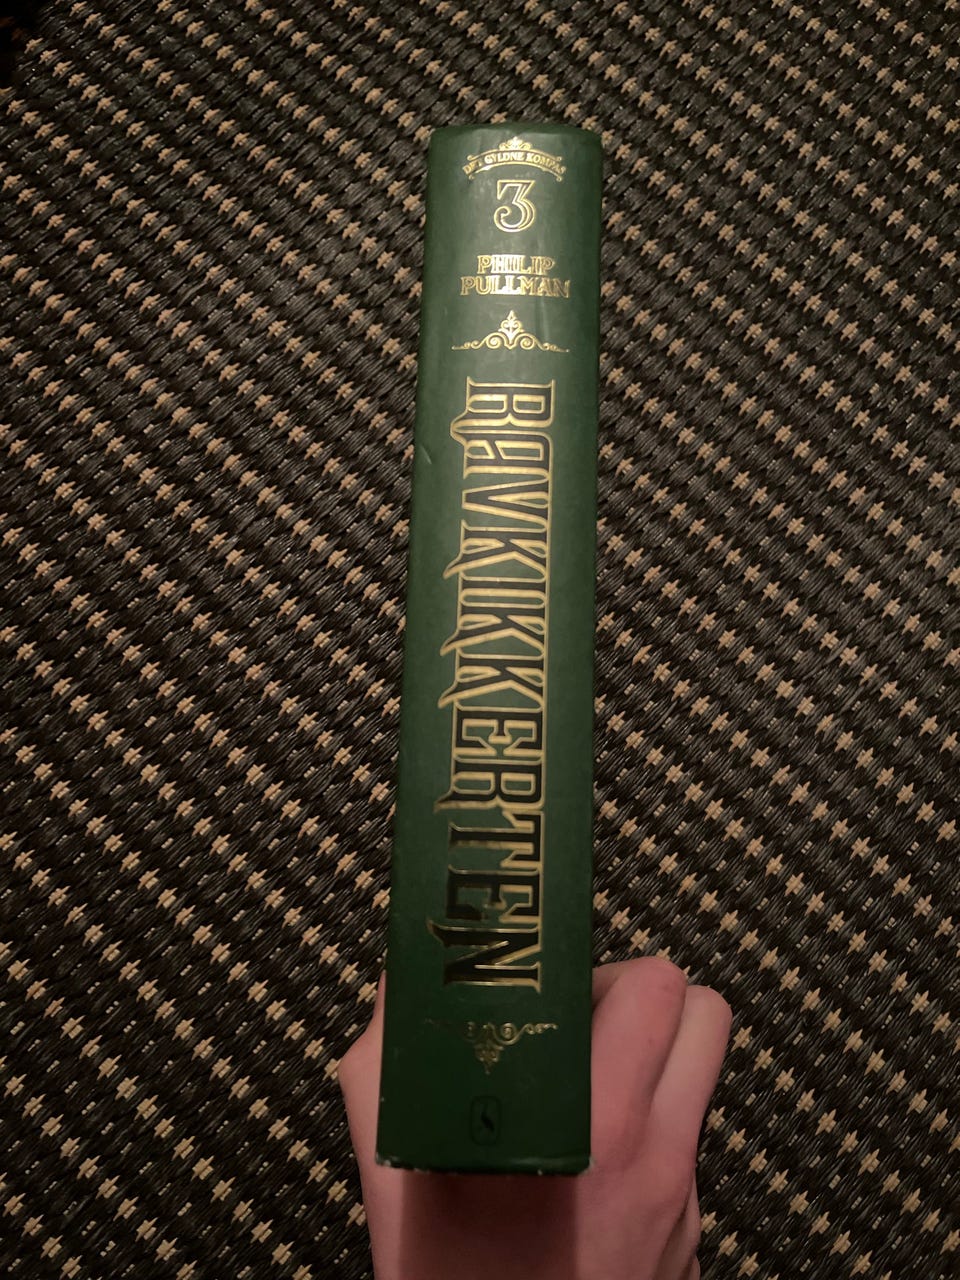 DET GYLDNE KOMPAS
3
PHILIP
PULLMAN
RAVKIKKERTEN